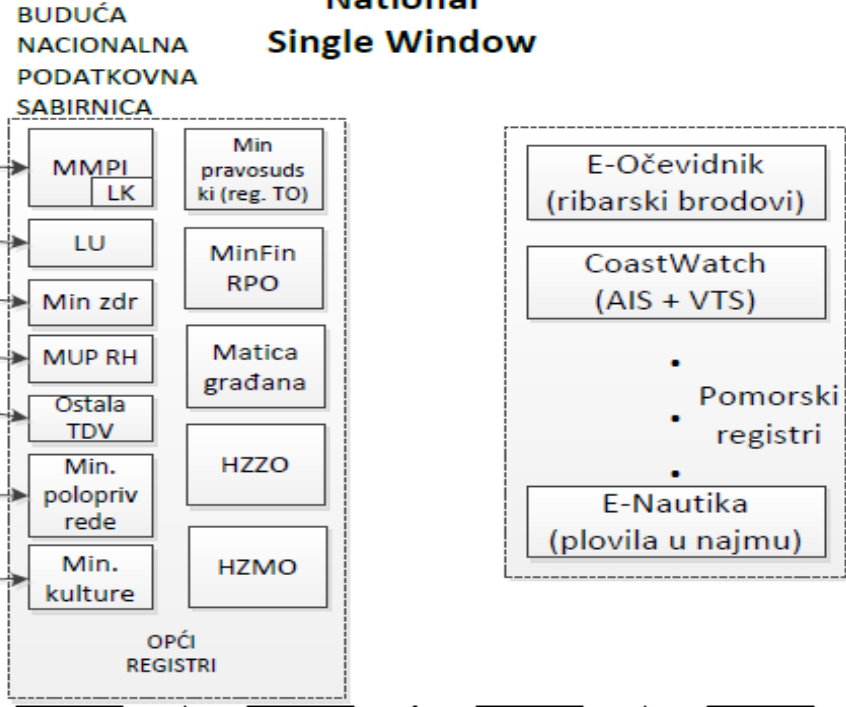 BUDUĆA
NACIONALNA
PODATKOVNA
SABIRNICA
National
Single Window
MMPI
LK
LU
Min zdr
MUP RH
Ostala
TDV
Min.
polopriv
rede
Min.
kulture
Min
pravosuds
ki (reg. TO)
MinFin
RPO
Matica
građana
HZZO
HZMO
OPĆI
REGISTRI
E-Očevidnik
(ribarski brodovi)
CoastWatch
(AIS + VTS)
Pomorski
registri
E-Nautika
(plovila u najmu)